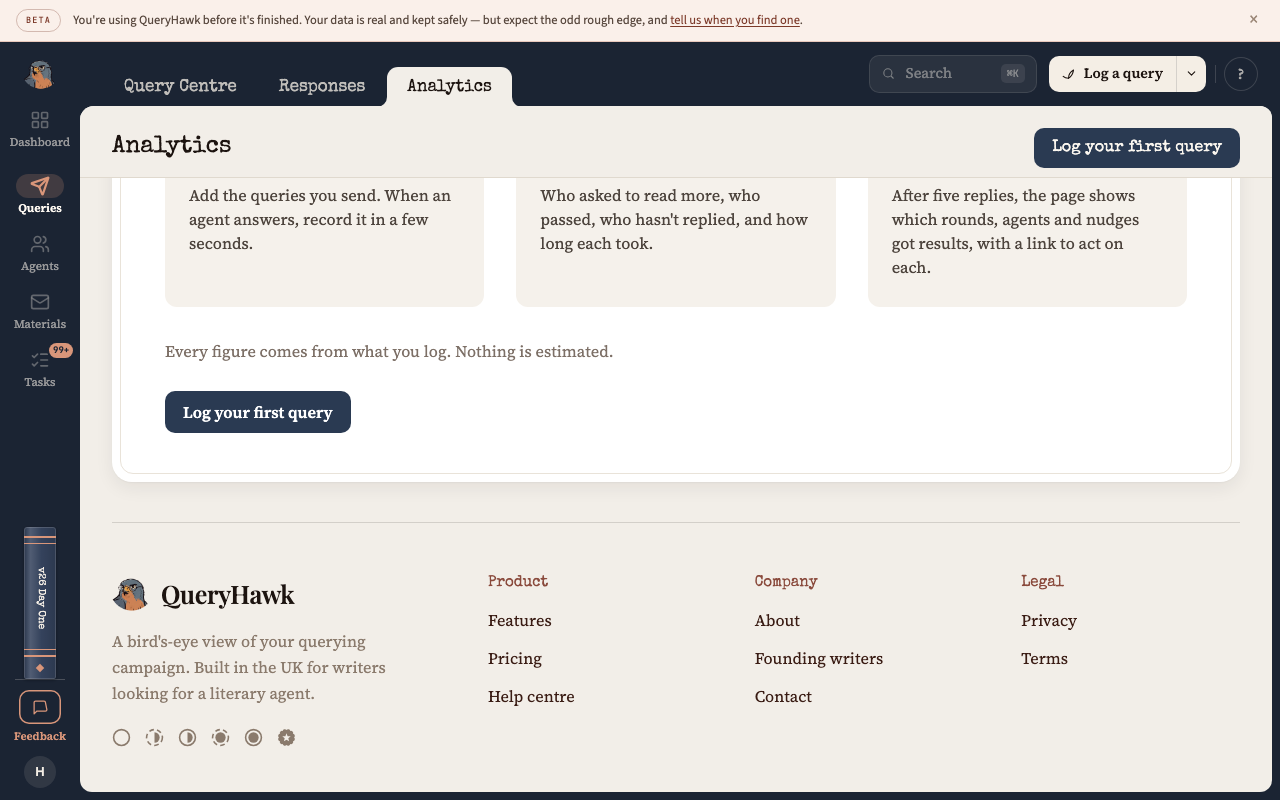 BETA
You're using QueryHawk before it's finished. Your data is real and kept safely — but expect the odd rough edge, and tell us when you find one.
×
Query Centre
Responses
Analytics
Search
⌘K
Log a query
?
Dashboard
Queries
Agents
Materials
99+
Tasks
v26 Day One
Feedback
H
Analytics
Log your first query
Add the queries you send. When an
agent answers, record it in a few
seconds.
Who asked to read more, who
passed, who hasn't replied, and how
long each took.
After five replies, the page shows
which rounds, agents and nudges
got results, with a link to act on
each.
Every figure comes from what you log. Nothing is estimated.
Log your first query
QueryHawk
A bird's-eye view of your querying
campaign. Built in the UK for writers
looking for a literary agent.
Product
Features
Pricing
Help centre
Company
About
Founding writers
Contact
Legal
Privacy
Terms